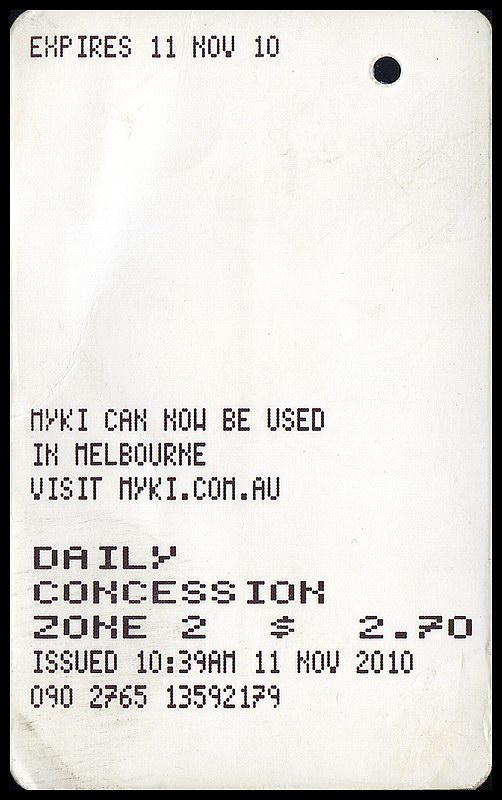 EXPIRES 11 NOV 10
MYKI CAN NOW BE USED
IN MELBOURNE
VISIT MYKI.COM.AU
DAILY
CONCESSION
ZONE 2 $ 2.70
ISSUED 10:39AM 11 NOV 2010
090 2765 13592179